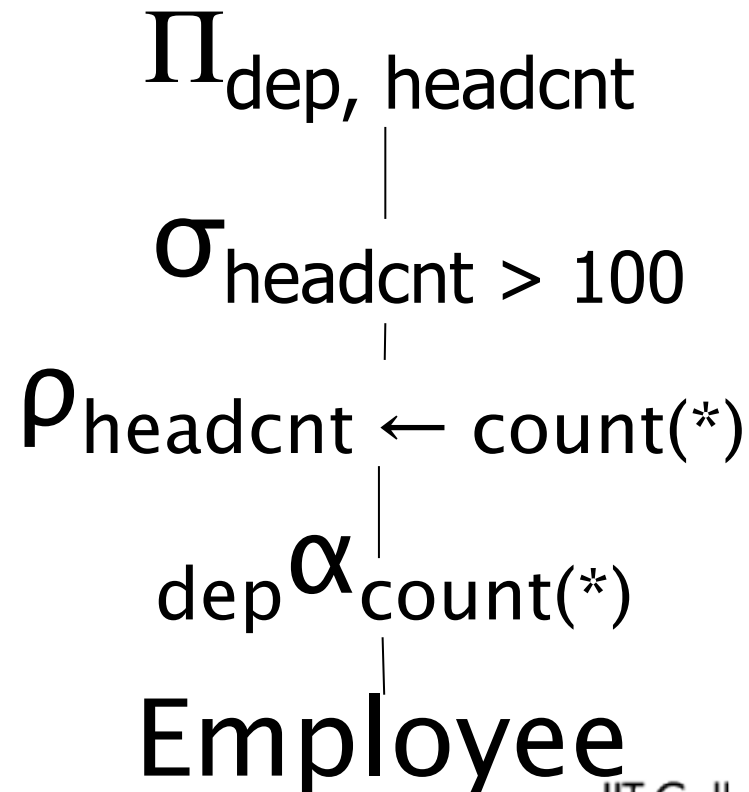 Π dep, headcnt
σ headcnt > 100
ρ headcnt ← count(*)
dep α count(*)
Employee